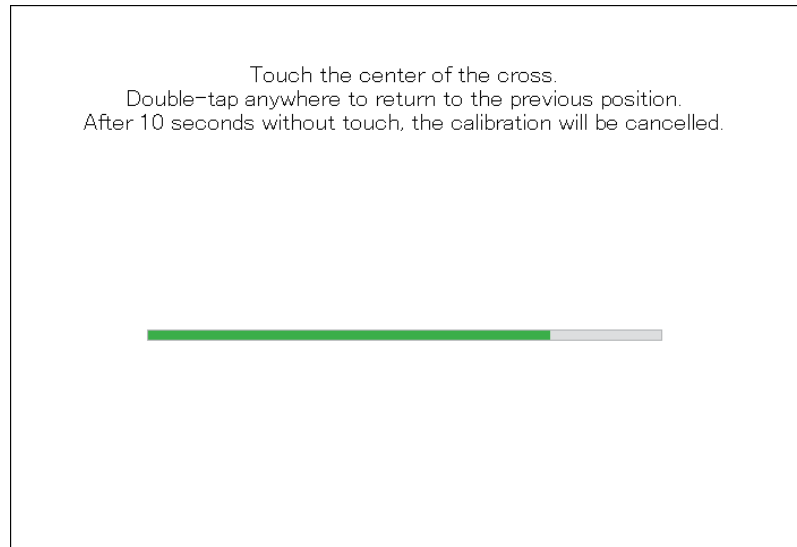 Touch the center of the cross.
Double-tap anywhere to return to the previous position.
After 10 seconds without touch, the calibration will be cancelled.